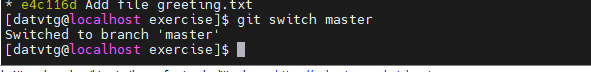 * e4c116d Add file greeting.txt
[datvtg@localhost exercise]$ git switch master
Switched to branch 'master'
[datvtg@localhost exercise]$